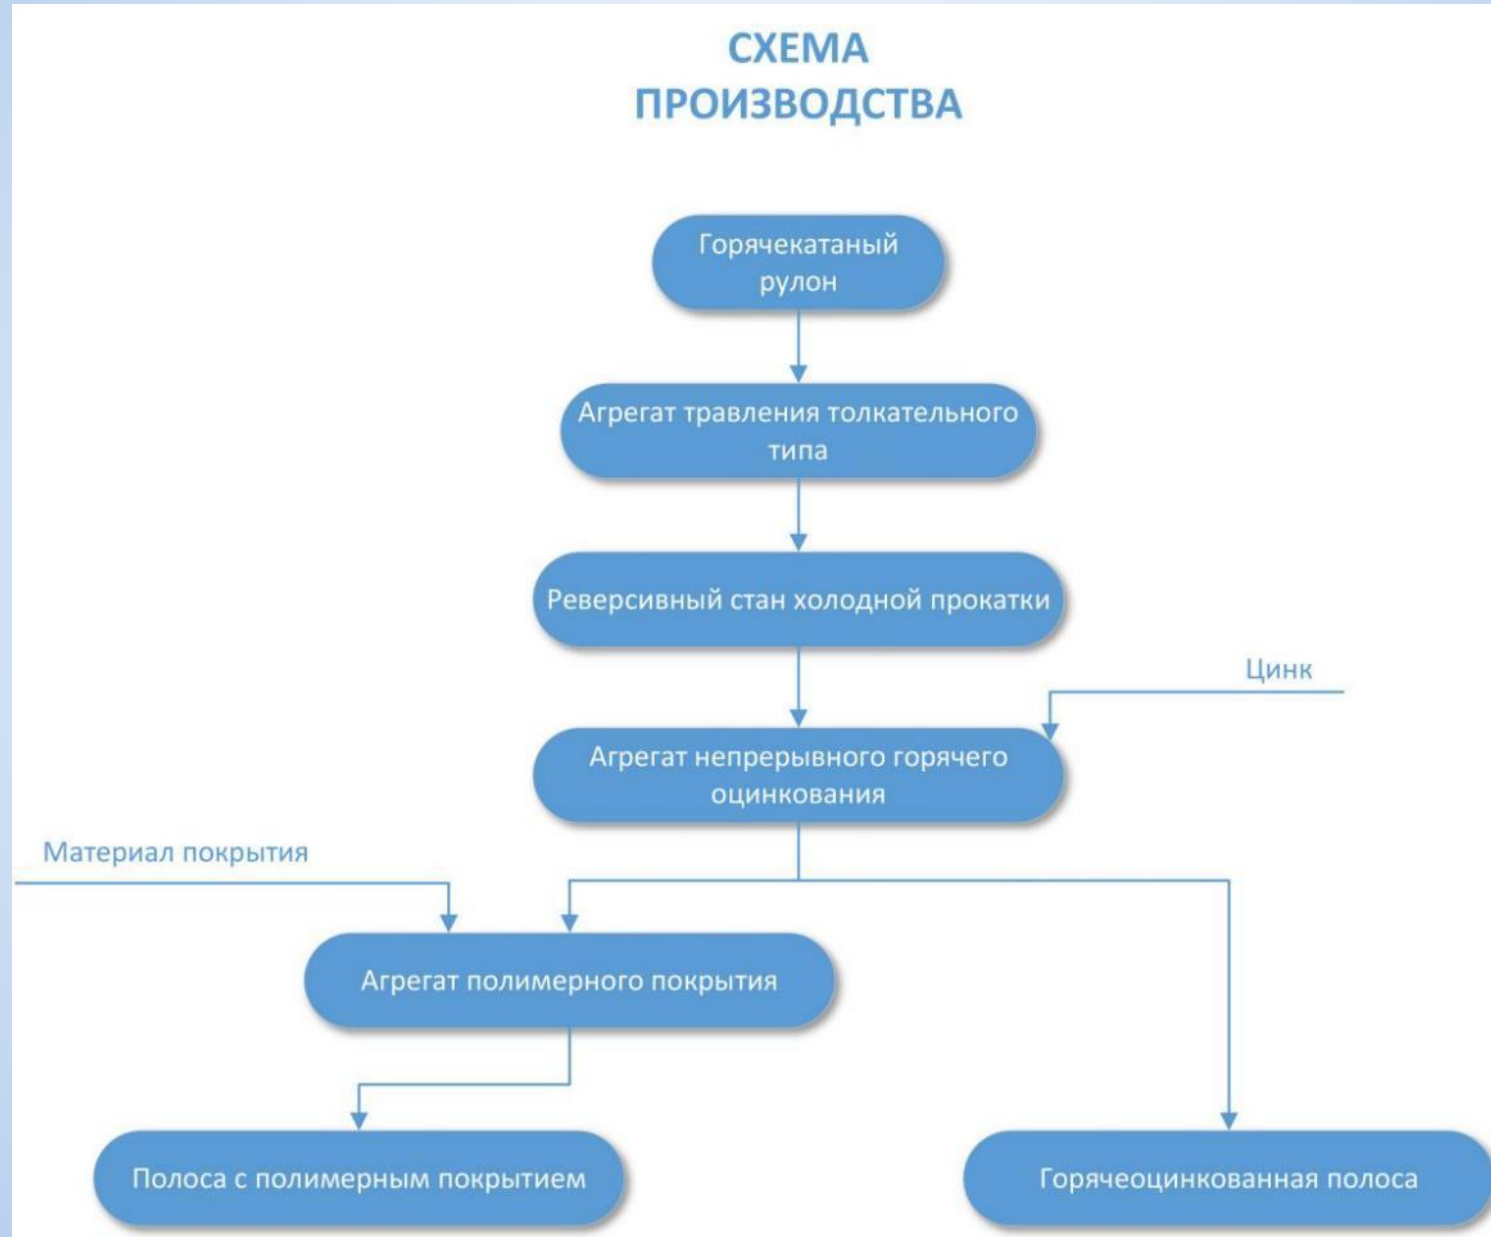 СХЕМА
ПРОИЗВОДСТВА
Горячекатаный
рулон
Агрегат травления толкательного
типа
Реверсивный стан холодной прокатки
Цинк
Агрегат непрерывного горячего
оцинкования
Материал покрытия
Агрегат полимерного покрытия
Полоса с полимерным покрытием
Горячеоцинкованная полоса